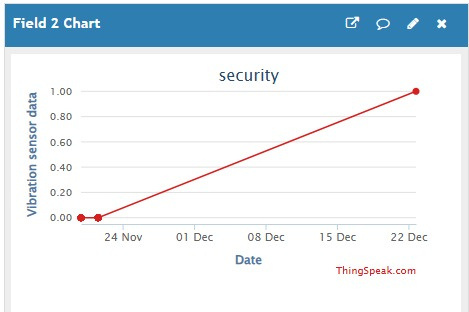 Field 2 Chart
security
Vibration sensor data
1.00
0.80
0.60
0.40
0.20
0.00
24 Nov 01 Dec 08 Dec 15 Dec 22 Dec
Date
ThingSpeak.com